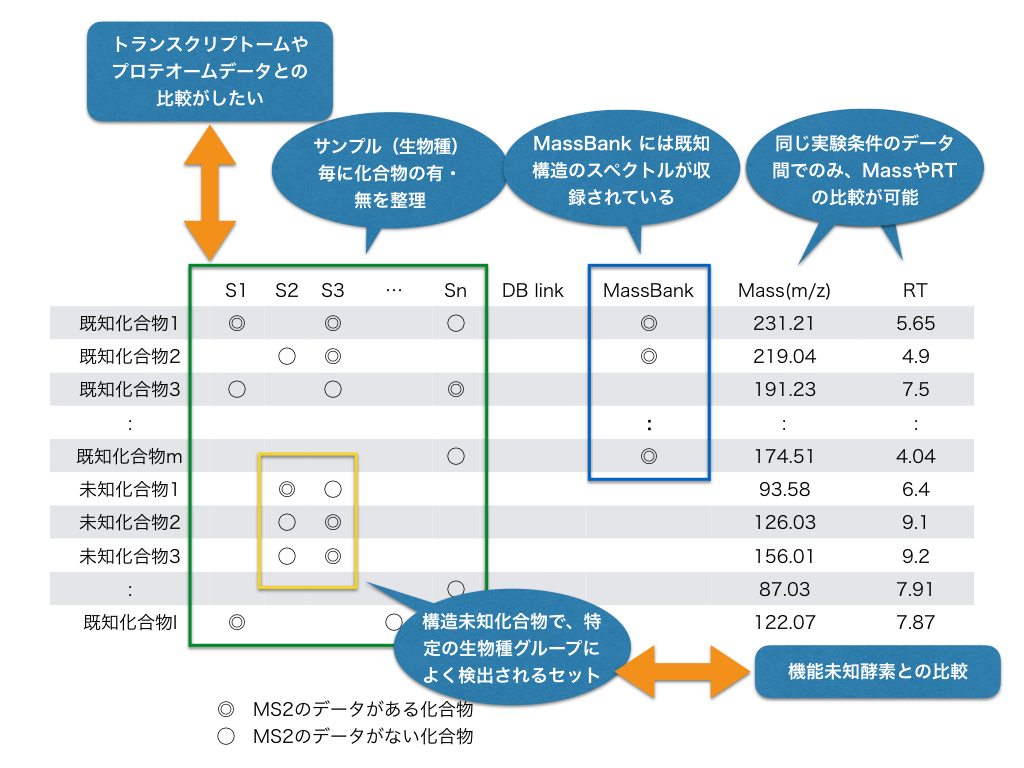 トランスクリプトームや
プロテオームデータとの
比較がしたい
サンプル（生物種）
毎に化合物の有・
無を整理
MassBank には既知
構造のスペクトルが収
録されている
同じ実験条件のデータ
間でのみ、MassやRT
の比較が可能
S1 S2 S3 … Sn DB link MassBank Mass(m/z) RT
既知化合物1 ◎ ◎ ○ ◎ 231.21 5.65
既知化合物2 ○ ◎ ◎ 219.04 4.9
既知化合物3 ○ ○ ◎ 191.23 7.5
: : : :
既知化合物m ○ ◎ 174.51 4.04
未知化合物1 ◎ ○ 93.58 6.4
未知化合物2 ○ ◎ 126.03 9.1
未知化合物3 ○ ◎ 156.01 9.2
: ○ 87.03 7.91
既知化合物l ◎ ○ 122.07 7.87
構造未知化合物で、特
定の生物種グループに
よく検出されるセット
機能未知酵素との比較
◎ MS2のデータがある化合物
○ MS2のデータがない化合物